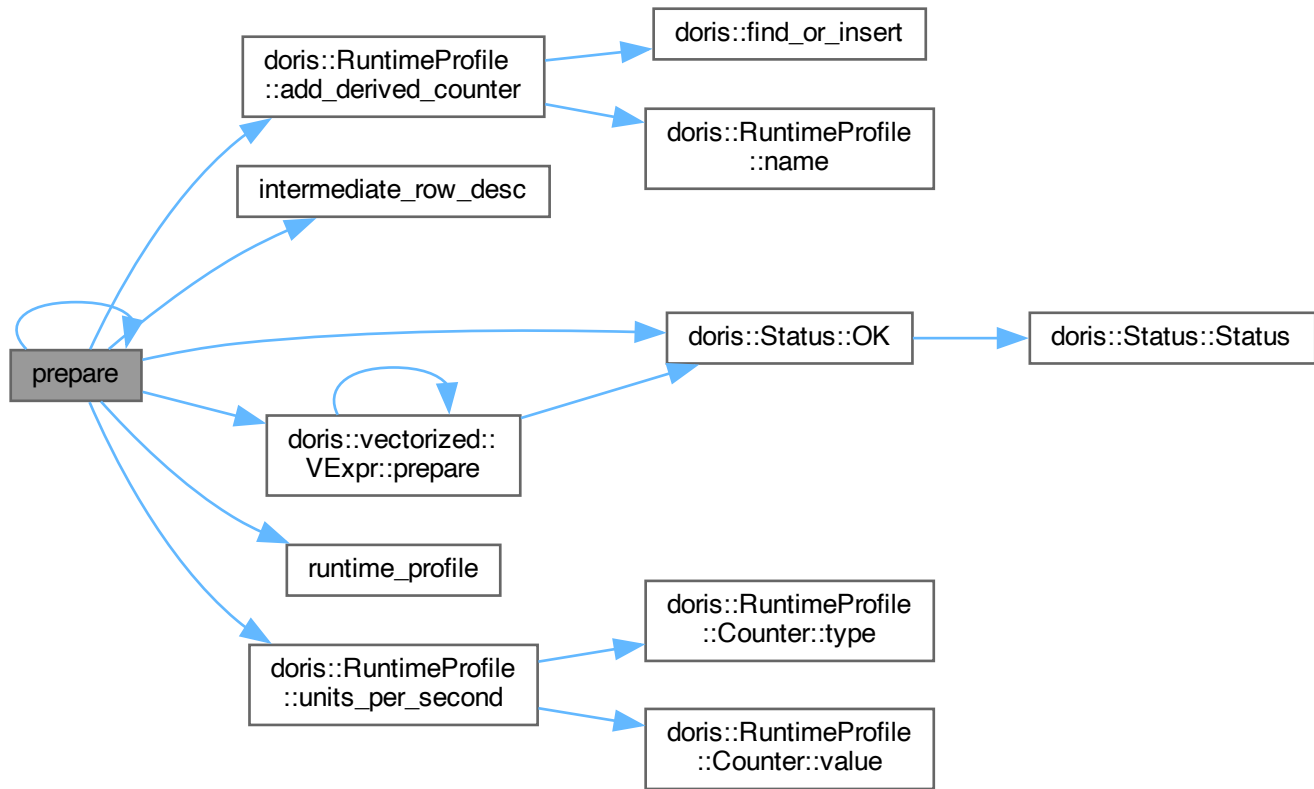 doris::RuntimeProfile
::add_derived_counter
doris::find_or_insert
doris::RuntimeProfile
::name
intermediate_row_desc
prepare
doris::Status::OK
doris::Status::Status
doris::vectorized::
VExpr::prepare
runtime_profile
doris::RuntimeProfile
::units_per_second
doris::RuntimeProfile
::Counter::type
doris::RuntimeProfile
::Counter::value